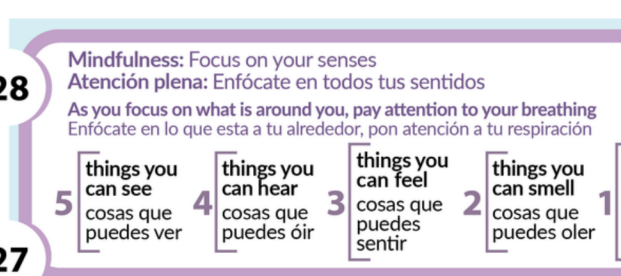 28
Mindfulness: Focus on your senses
Atención plena: Enfócate en todos tus sentidos
As you focus on what is around you, pay attention to your breathing
Enfócate en lo que esta a tu alrededor, pon atención a tu respiración
5
things you
can see
cosas que
puedes ver
4
things you
can hear
cosas que
puedes óir
3
things you
can feel
cosas que
puedes
sentir
2
things you
can smell
cosas que
puedes oler
1
27